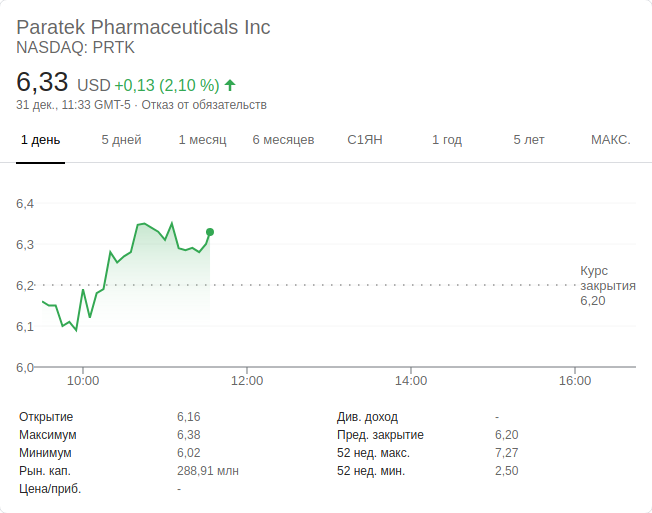 Paratek Pharmaceuticals Inc
NASDAQ: PRTK
6,33 USD +0,13 (2,10 %)
31 дек., 11:33 GMT-5 · Отказ от обязательств
1 день 5 дней 1 месяц 6 месяцев С1ЯН 1 год 5 лет МАКС.
6,4
6,3
6,2
6,1
6,0
Курс
закрытия
6,20
10:00 12:00 14:00 16:00
Открытие 6,16 Див. доход -
Максимум 6,38 Пред. закрытие 6,20
Минимум 6,02 52 нед. макс. 7,27
Рын. кап. 288,91 млн 52 нед. мин. 2,50
Цена/приб. -